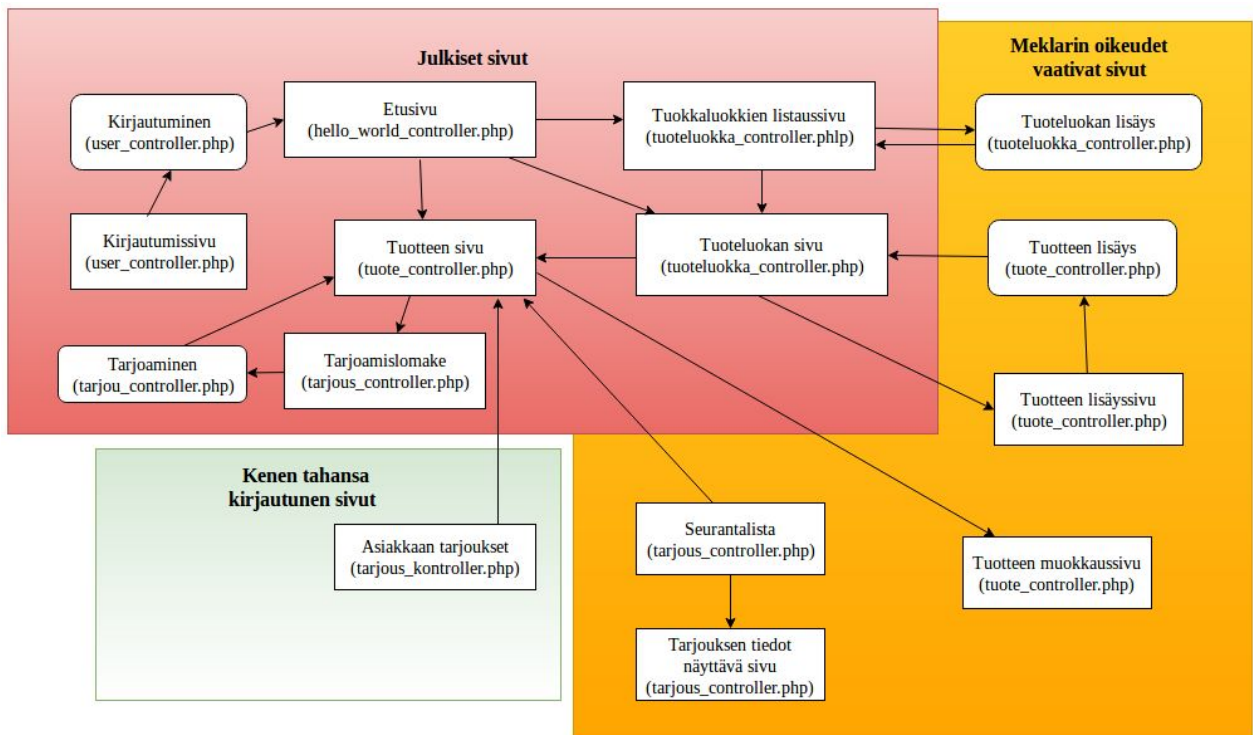 Julkiset sivut
Meklarin oikeudet
vaativat sivut
Kirjautuminen
(user_controller.php)
Etusivu
(hello_world_controller.php)
Tuokkaluokkien listaussivu
(tuoteluokka_controller.phlp)
Tuoteluokan lisäys
(tuoteluokka_controller.php)
Kirjautumissivu
(user_controller.php)
Tuotteen sivu
(tuote_controller.php)
Tuoteluokan sivu
(tuoteluokka_controller.php)
Tuotteen lisäys
(tuote_controller.php)
Tarjoaminen
(tarjou_controller.php)
Tarjoamislomake
(tarjous_controller.php)
Tuotteen lisäyssivu
(tuote_controller.php)
Kenen tahansa
kirjautunen sivut
Asiakkaan tarjoukset
(tarjous_kontroller.php)
Seurantalista
(tarjous_controller.php)
Tuotteen muokkaussivu
(tuote_controller.php)
Tarjouksen tiedot
näyttävä sivu
(tarjous_controller.php)